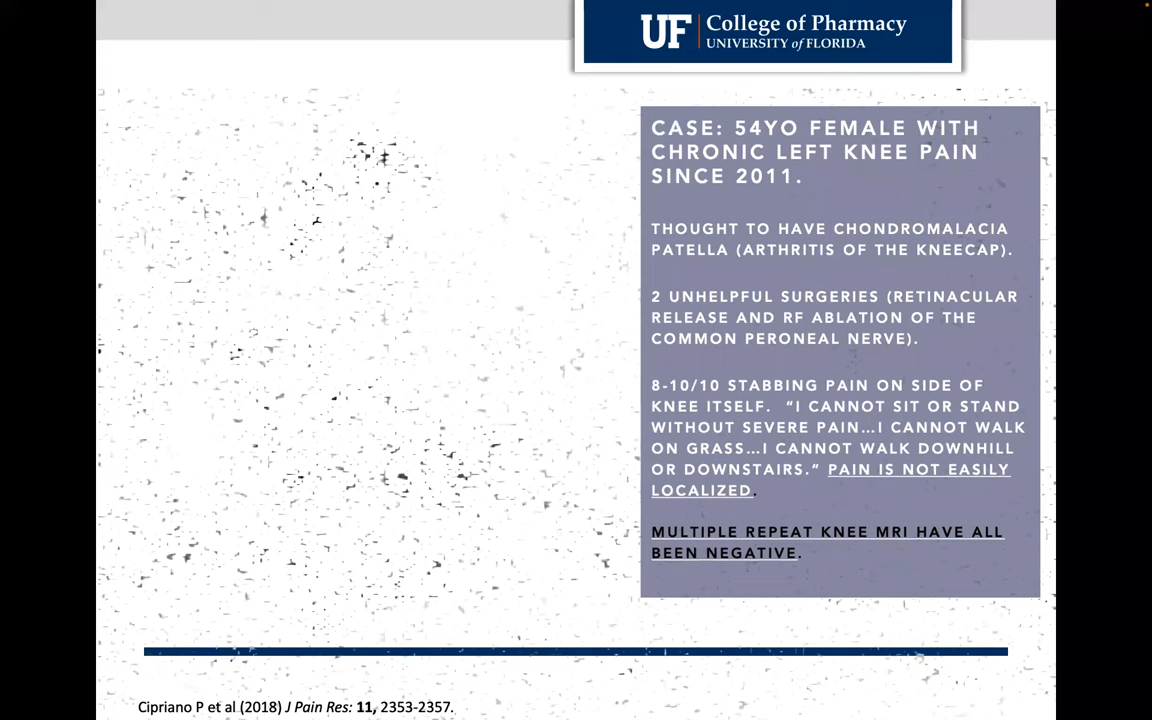 UF College of Pharmacy
UNIVERSITY of FLORIDA
CASE: 54YO FEMALE WITH
CHRONIC LEFT KNEE PAIN
SINCE 2011.
THOUGHT TO HAVE CHONDROMALACIA
PATELLA (ARTHRITIS OF THE KNEECAP).
2 UNHELPFUL SURGERIES (RETINACULAR
RELEASE AND RF ABLATION OF THE
COMMON PERONEAL NERVE).
8-10/10 STABBING PAIN ON SIDE OF
KNEE ITSELF. “I CANNOT SIT OR STAND
WITHOUT SEVERE PAIN…I CANNOT WALK
ON GRASS…I CANNOT WALK DOWNHILL
OR DOWNSTAIRS.” PAIN IS NOT EASILY
LOCALIZED.
MULTIPLE REPEAT KNEE MRI HAVE ALL
BEEN NEGATIVE.
Cipriano P et al (2018) J Pain Res: 11, 2353-2357.